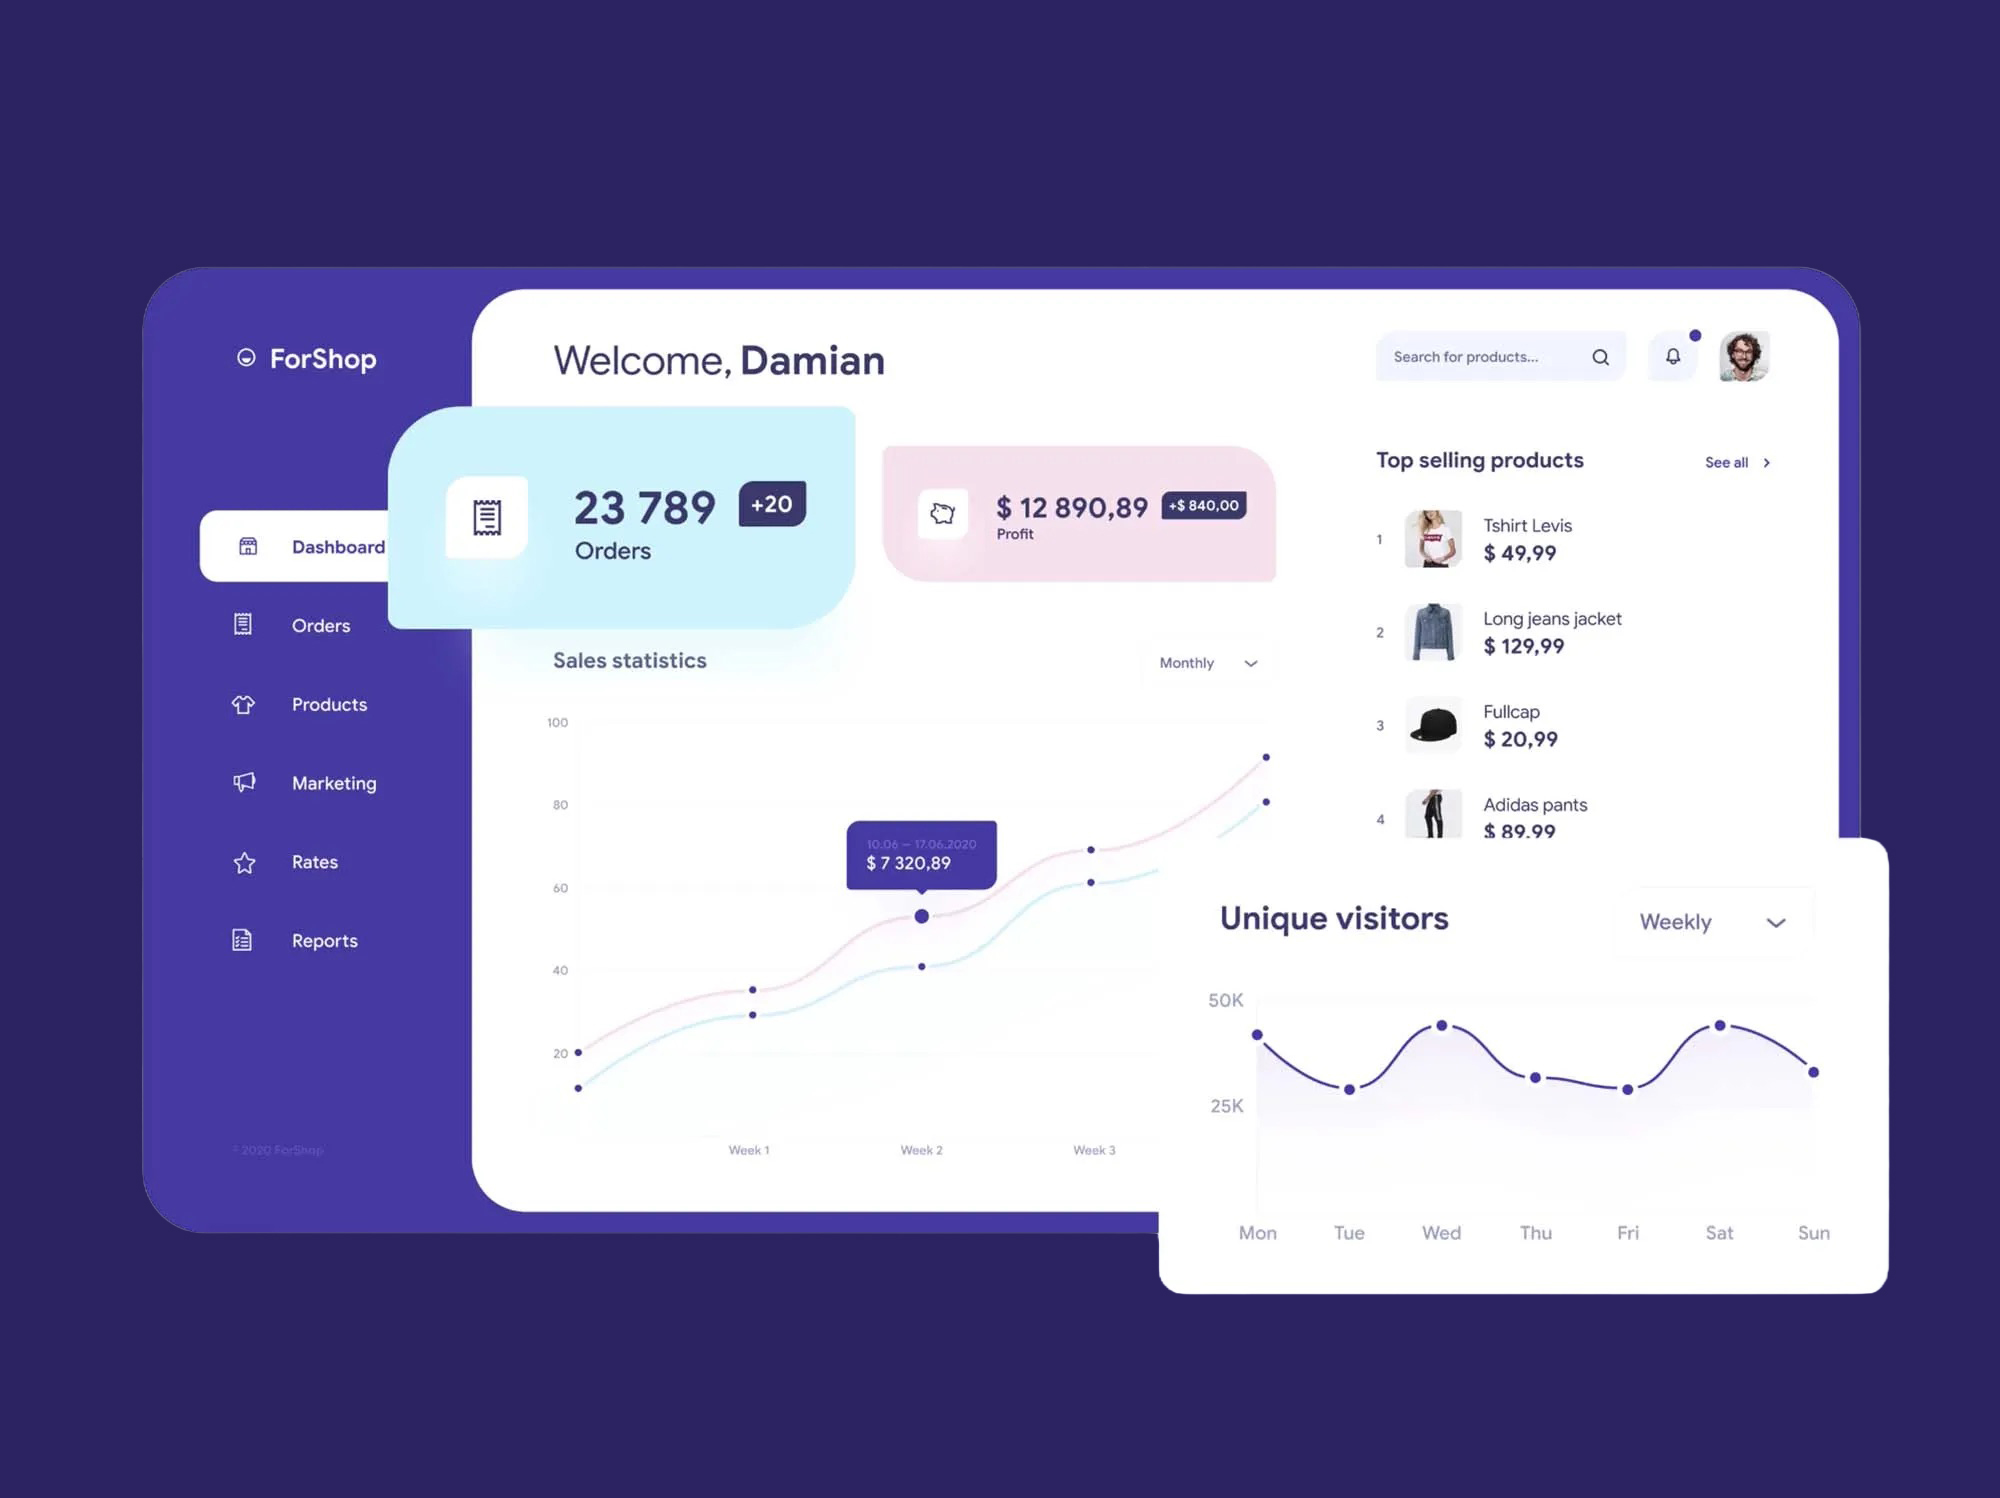 ForShop
Dashboard
Orders
Products
Marketing
Rates
Reports
2020 ForShop
Welcome, Damian
Search for products...
23 789
+20
Orders
$ 12 890,89
+$ 840,00
Profit
Sales statistics
Monthly
100
80
60
40
20
10.06 – 17.06.2020
$ 7 320,89
Week 1
Week 2
Week 3
Top selling products
See all
1
Tshirt Levis
$ 49,99
2
Long jeans jacket
$ 129,99
3
Fullcap
$ 20,99
4
Adidas pants
$ 89,99
Unique visitors
Weekly
50K
25K
Mon
Tue
Wed
Thu
Fri
Sat
Sun